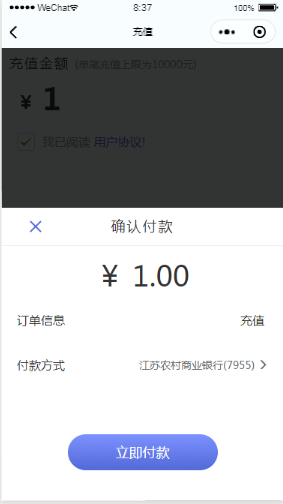 WeChat 8:37 100%
充值
充值金额 (单笔充值上限为10000元)
¥ 1
我已阅读 用户协议!
确认付款
¥ 1.00
订单信息 充值
付款方式 江苏农村商业银行(7955)
立即付款